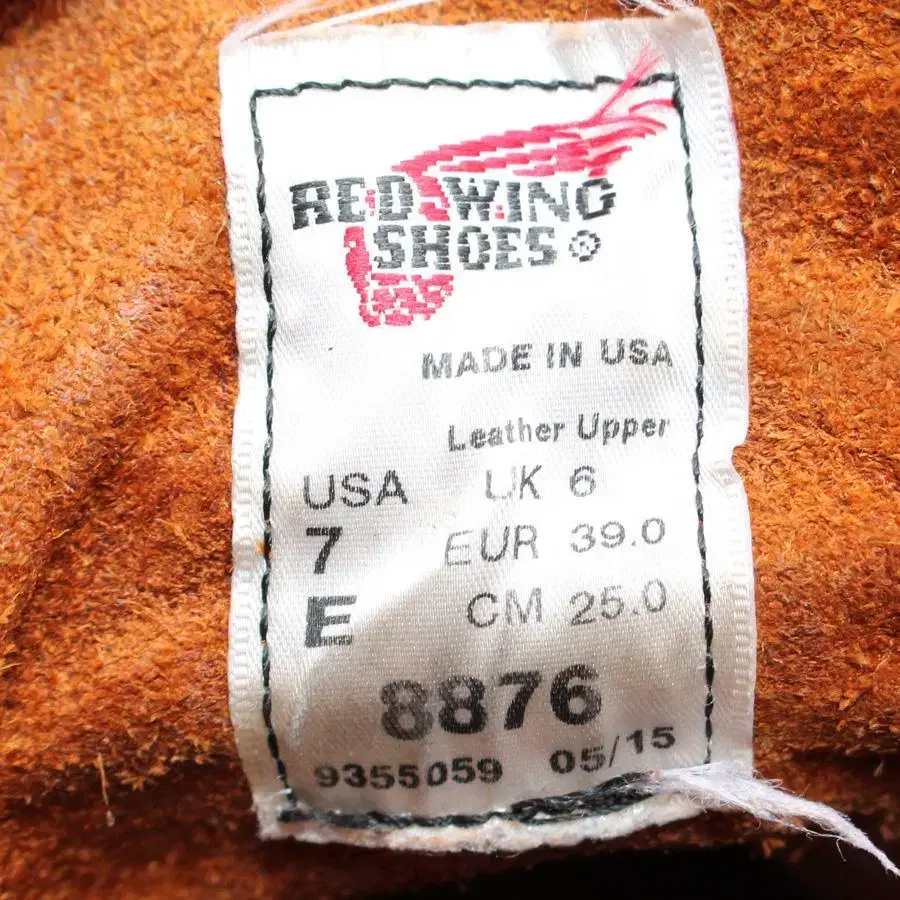 RED WING
SHOES ®
MADE IN USA
Leather Upper
USA UK 6
7 EUR 39.0
E CM 25.0
8876
9355059 05/15